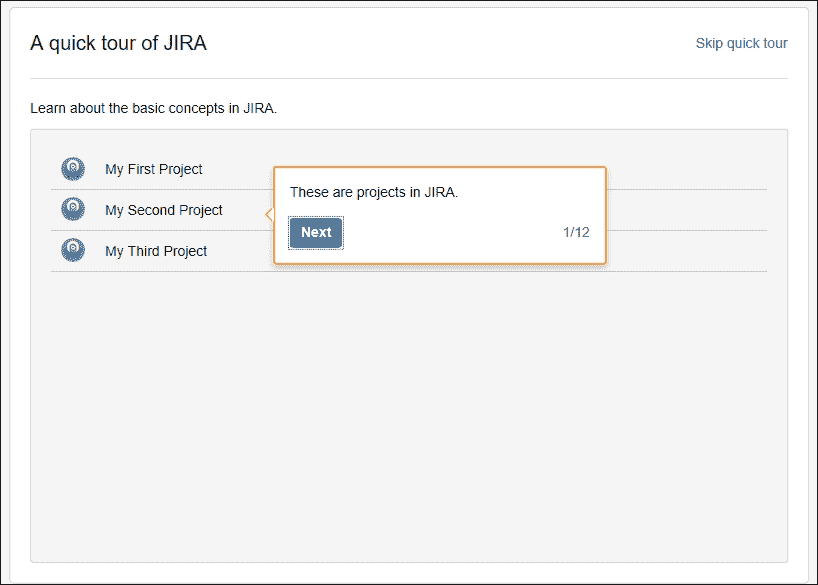 A quick tour of JIRA
Skip quick tour
Learn about the basic concepts in JIRA.
My First Project
These are projects in JIRA.
My Second Project
Next
1/12
My Third Project